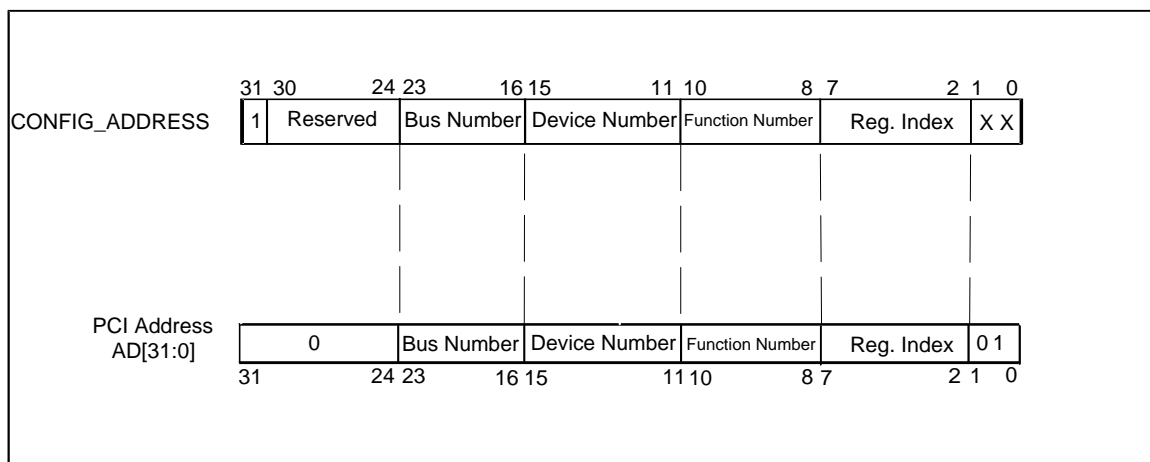 31 30 24 23 16 15 11 10 8 7 2 1 0
CONFIG_ADDRESS 1 Reserved Bus Number Device Number Function Number Reg. Index X X
PCI Address
AD[31:0]
0 Bus Number Device Number Function Number Reg. Index 0 1
31 24 23 16 15 11 10 8 7 2 1 0